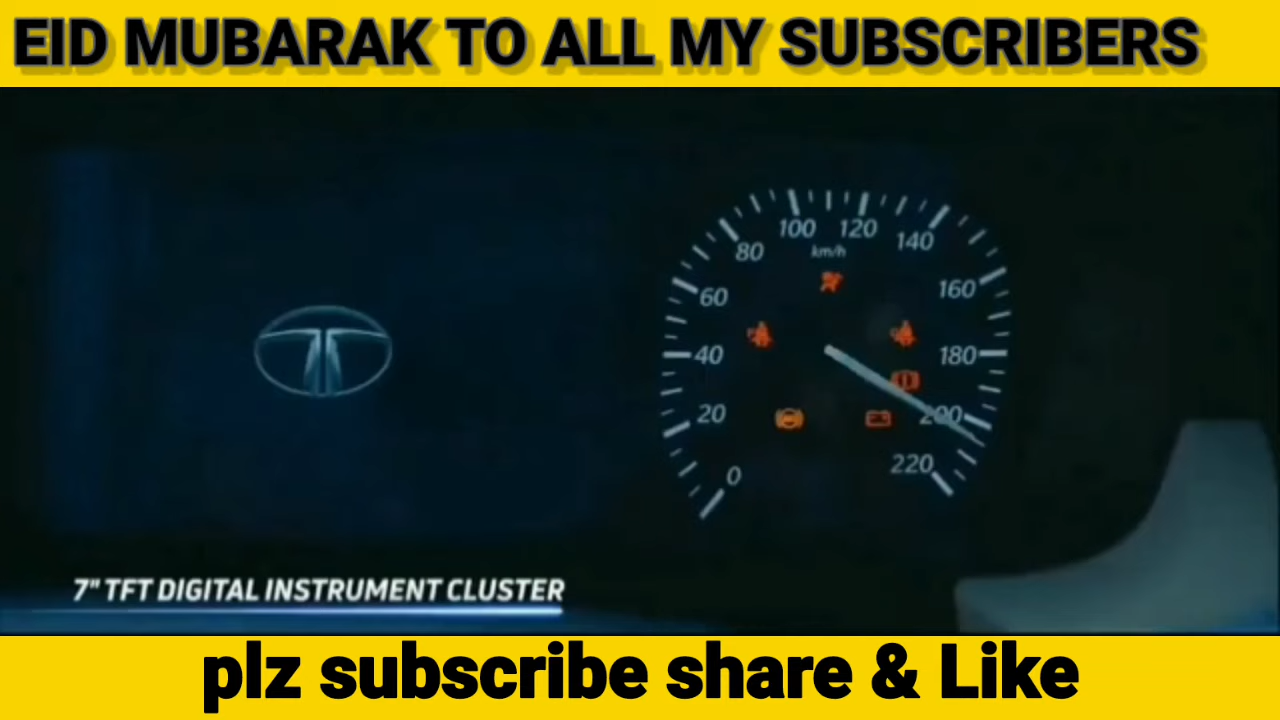 EID MUBARAK TO ALL MY SUBSCRIBERS
100 120
80 km/h 140
60 160
40 180
20 200
0 220
7" TFT DIGITAL INSTRUMENT CLUSTER
plz subscribe share & Like